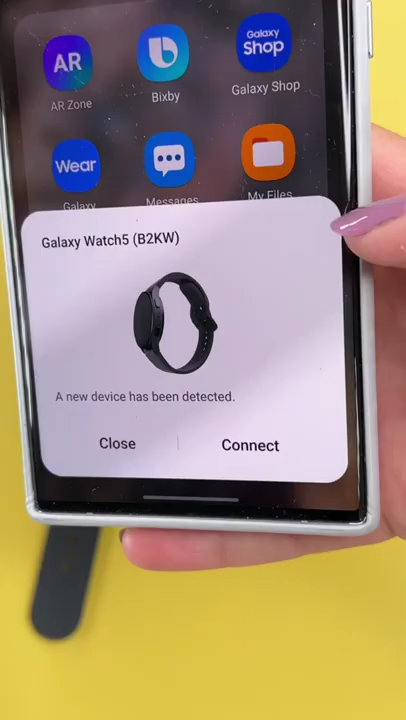 AR
AR Zone
Bixby
Galaxy
Shop
Galaxy Shop
Wear
Galaxy
Messages
My Files
Galaxy Watch5 (B2KW)
A new device has been detected.
Close
Connect